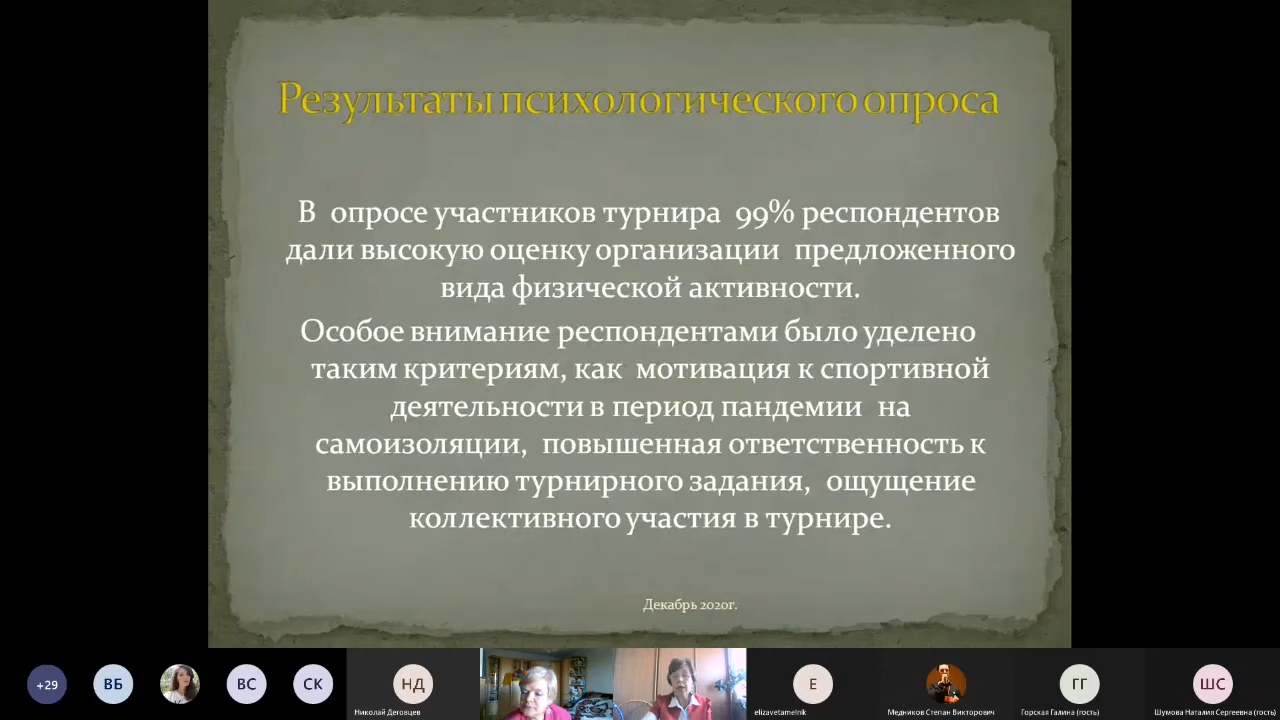 Результаты психологического опроса
В опросе участников турнира 99% респондентов
дали высокую оценку организации предложенного
вида физической активности.
Особое внимание респондентами было уделено
таким критериям, как мотивация к спортивной
деятельности в период пандемии на
самоизоляции, повышенная ответственность к
выполнению турнирного задания, ощущение
коллективного участия в турнире.
Декабрь 2020г.
+29
ВБ
ВС
СК
НД
Е
ГГ
ШС
Николай Деговцев
elizavetamelnik
Медников Степан Викторович
Горская Галина (гость)
Шумова Наталия Сергеевна (гость)